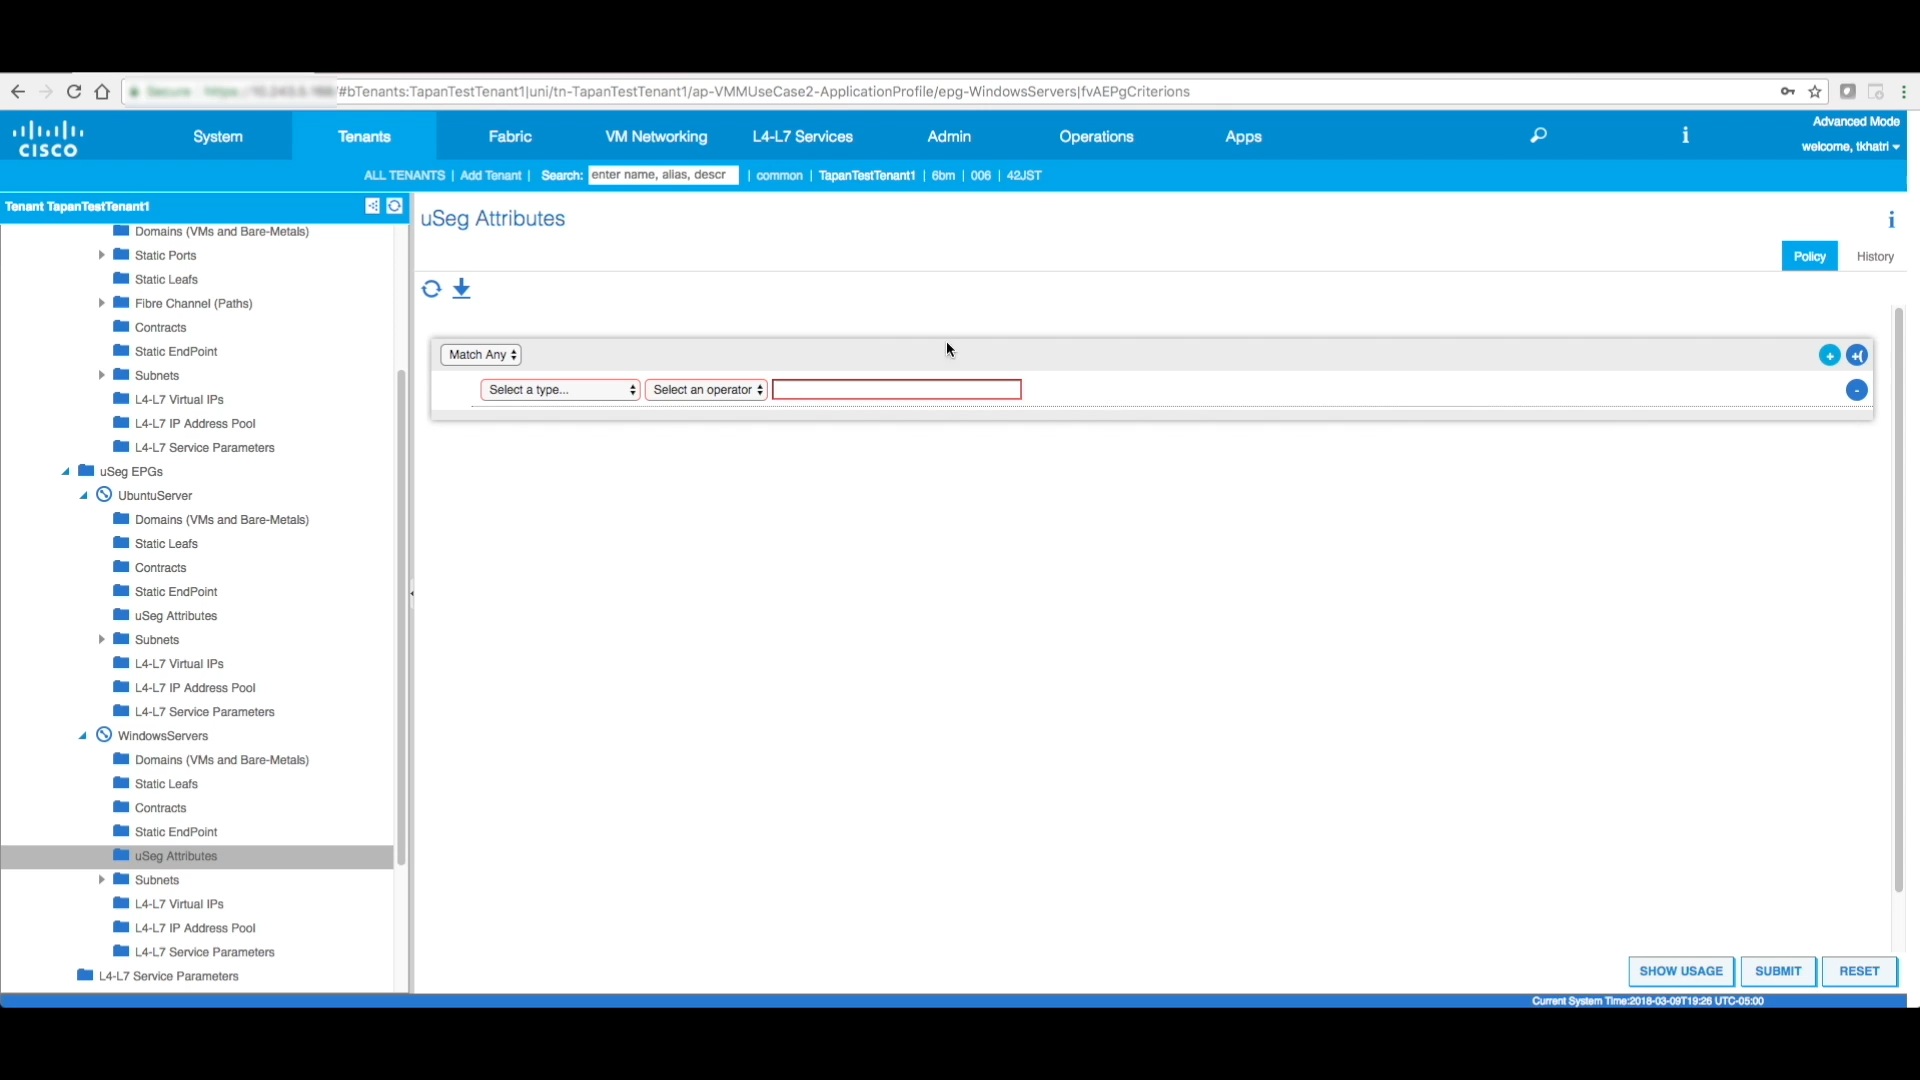 #bTenants:TapanTestTenant1|uni/tn-TapanTestTenant1/ap-VMMUseCase2-ApplicationProfile/epg-WindowsServers|fvAEPgCriterions
CISCO
System
Tenants
Fabric
VM Networking
L4-L7 Services
Admin
Operations
Apps
Advanced Mode
welcome, tkhatri
ALL TENANTS | Add Tenant | Search: enter name, alias, descr | common | TapanTestTenant1 | 6bm | 006 | 42JST
Tenant TapanTestTenant1
Domains (VMs and Bare-Metals)
Static Ports
Static Leafs
Fibre Channel (Paths)
Contracts
Static EndPoint
Subnets
L4-L7 Virtual IPs
L4-L7 IP Address Pool
L4-L7 Service Parameters
uSeg EPGs
UbuntuServer
Domains (VMs and Bare-Metals)
Static Leafs
Contracts
Static EndPoint
uSeg Attributes
Subnets
L4-L7 Virtual IPs
L4-L7 IP Address Pool
L4-L7 Service Parameters
WindowsServers
Domains (VMs and Bare-Metals)
Static Leafs
Contracts
Static EndPoint
uSeg Attributes
Subnets
L4-L7 Virtual IPs
L4-L7 IP Address Pool
L4-L7 Service Parameters
L4-L7 Service Parameters
uSeg Attributes
Policy
History
Match Any
Select a type...
Select an operator
SHOW USAGE
SUBMIT
RESET
Current System Time:2018-03-09T19:26 UTC-05:00